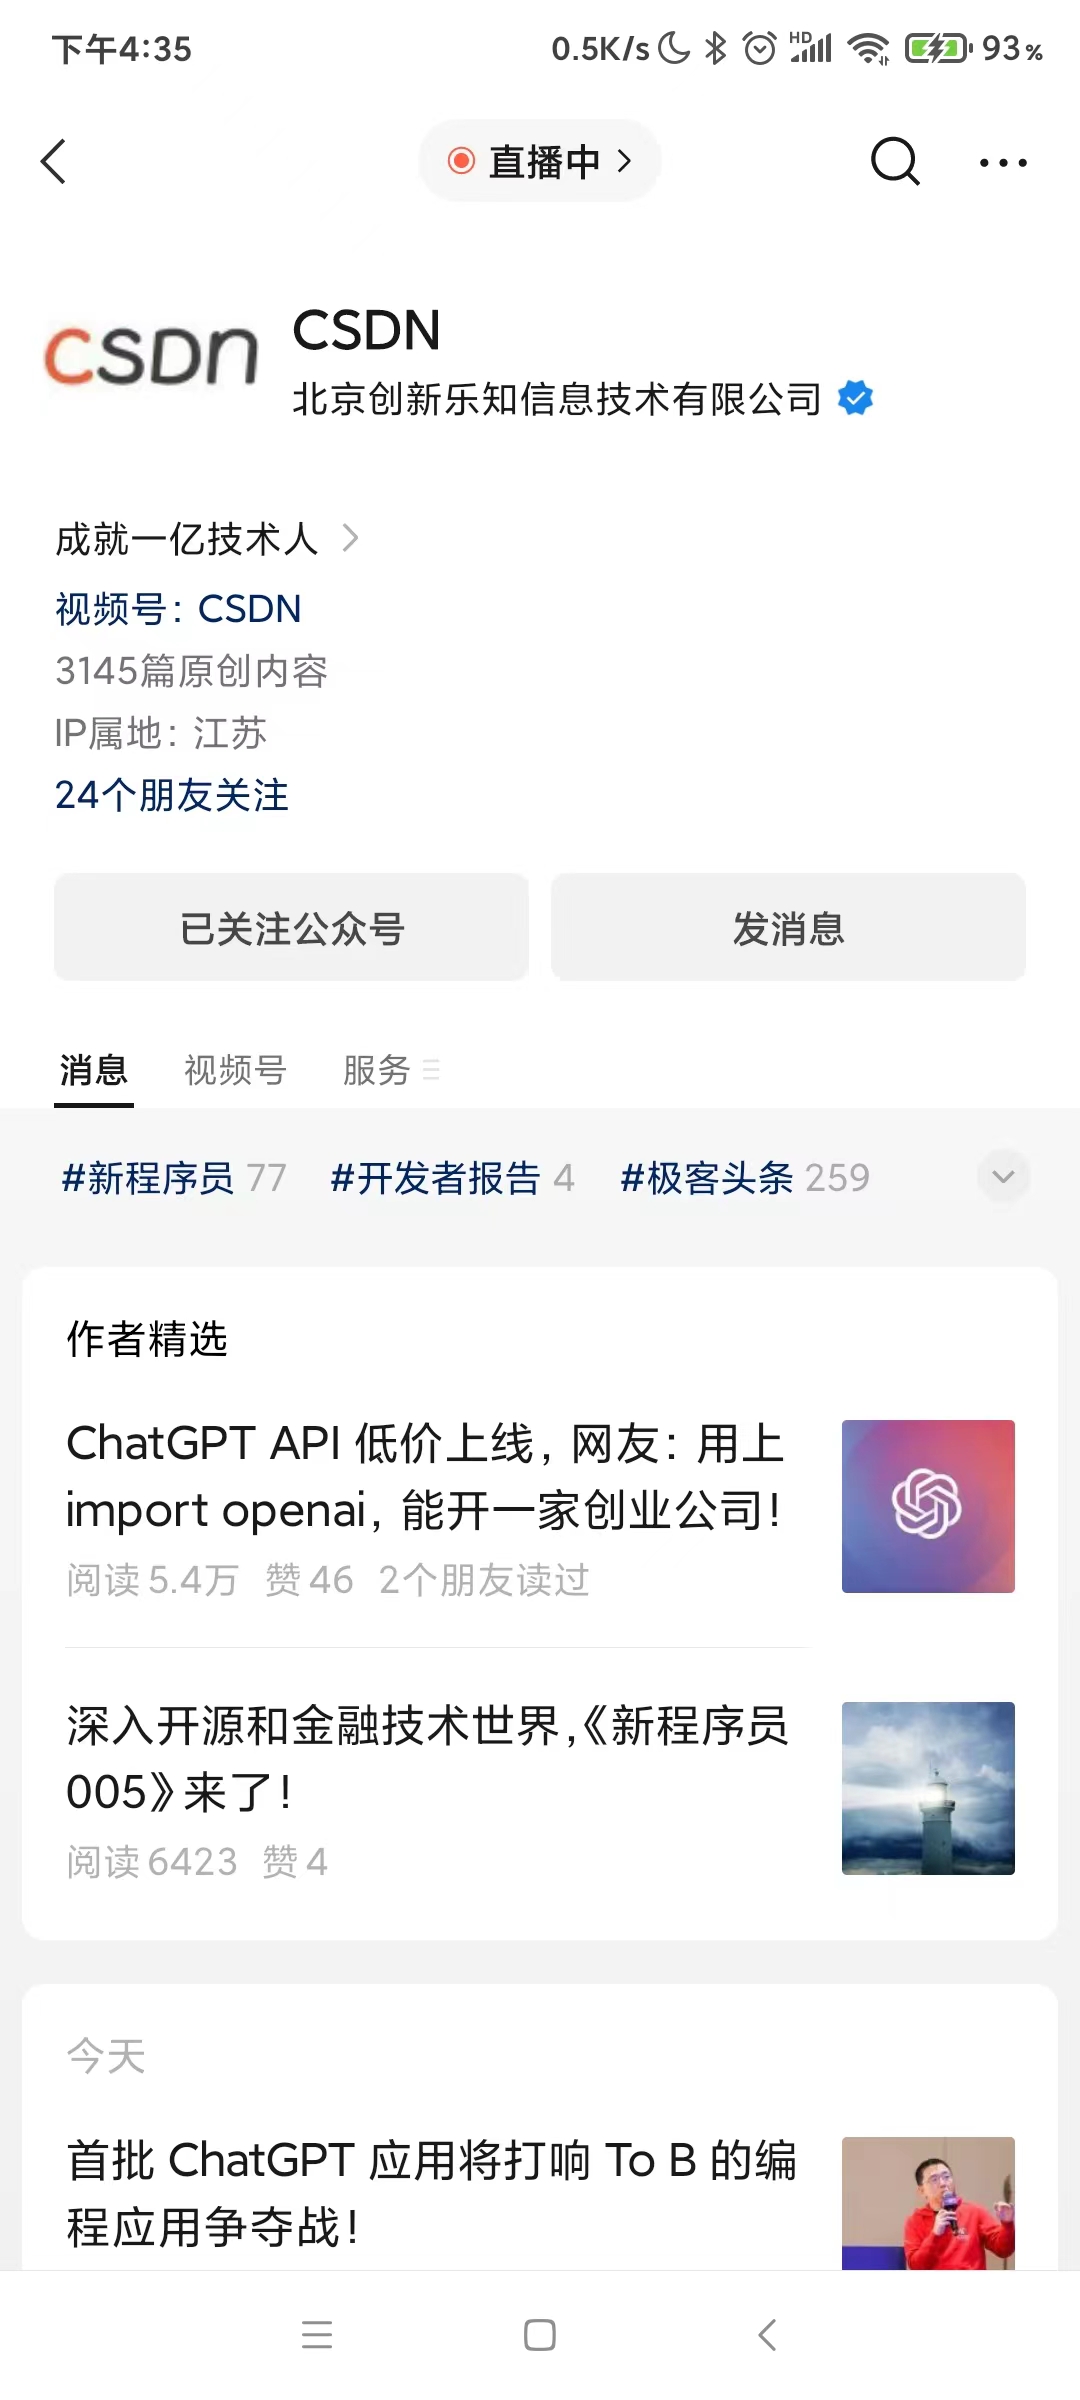 下午4:35 0.5K/s HD 93%
直播中
CSDN
CSDN
北京创新乐知信息技术有限公司
成就一亿技术人
视频号：CSDN
3145篇原创内容
IP属地：江苏
24个朋友关注
已关注公众号 发消息
消息 视频号 服务
#新程序员 77 #开发者报告 4 #极客头条 259
作者精选
ChatGPT API 低价上线，网友：用上
import openai，能开一家创业公司！
阅读 5.4万 赞 46 2个朋友读过
深入开源和金融技术世界，《新程序员
005》来了！
阅读 6423 赞 4
今天
首批 ChatGPT 应用将打响 To B 的编
程应用争夺战！